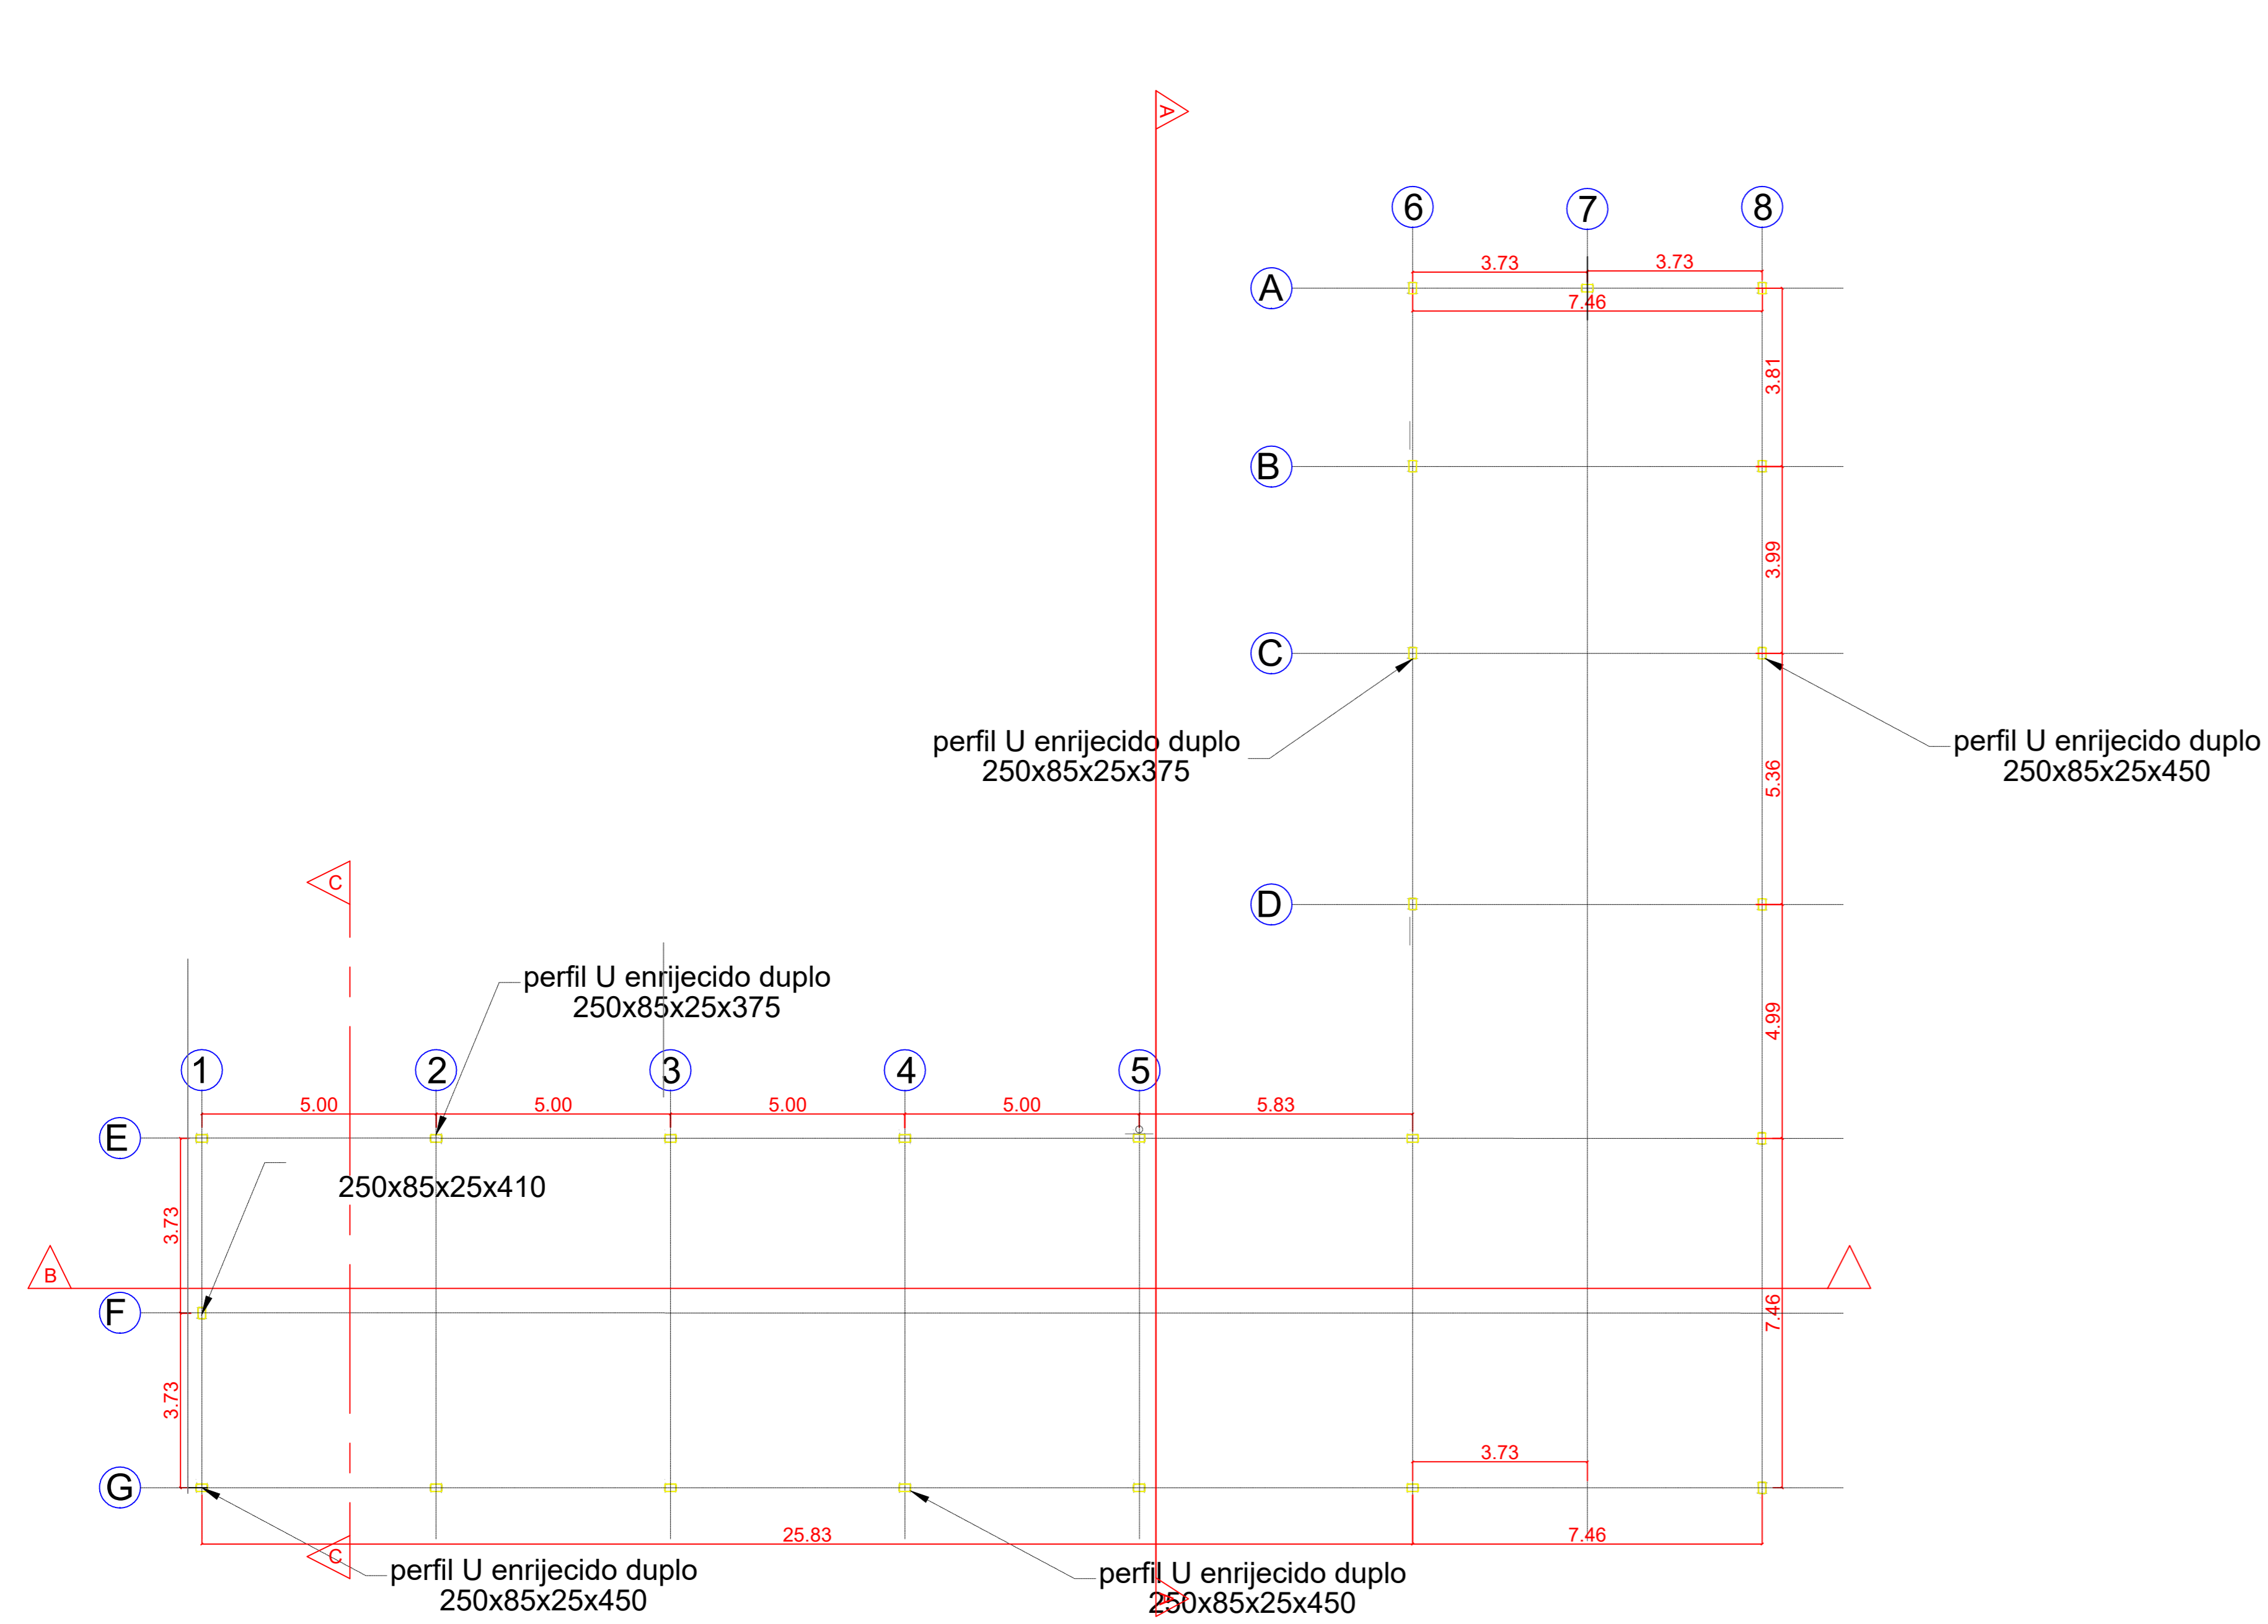 A
6
7
8
3.73
3.73
A
7.46
3.81
B
3.99
C
perfil U enrijecido duplo
250x85x25x375
perfil U enrijecido duplo
250x85x25x450
5.36
C
D
perfil U enrijecido duplo
250x85x25x375
4.99
1
2
3
4
5
5.00
5.00
5.00
5.00
5.83
E
250x85x25x410
3.73
B
F
7.46
3.73
3.73
G
25.83
7.46
C
perfil U enrijecido duplo
250x85x25x450
perfil U enrijecido duplo
250x85x25x450
A